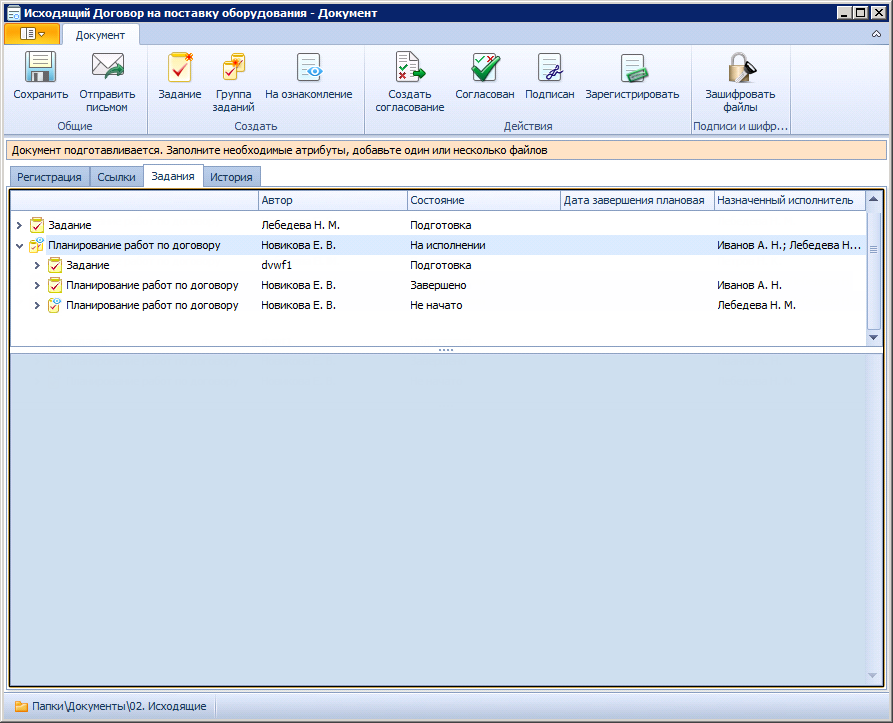 Исходящий Договор на поставку оборудования - Документ
Документ
Сохранить
Отправить письмом
Общие
Задание
Группа заданий
На ознакомление
Создать
Создать согласование
Согласован
Подписан
Зарегистрировать
Действия
Зашифровать файлы
Подписи и шифр...
Документ подготавливается. Заполните необходимые атрибуты, добавьте один или несколько файлов
Регистрация Ссылки Задания История
Автор Состояние Дата завершения плановая Назначенный исполнитель
Задание Лебедева Н. М. Подготовка
Планирование работ по договору Новикова Е. В. На исполнении Иванов А. Н.; Лебедева Н...
Задание dvwf1 Подготовка
Планирование работ по договору Новикова Е. В. Завершено Иванов А. Н.
Планирование работ по договору Новикова Е. В. Не начато Лебедева Н. М.
Папки\Документы\02. Исходящие